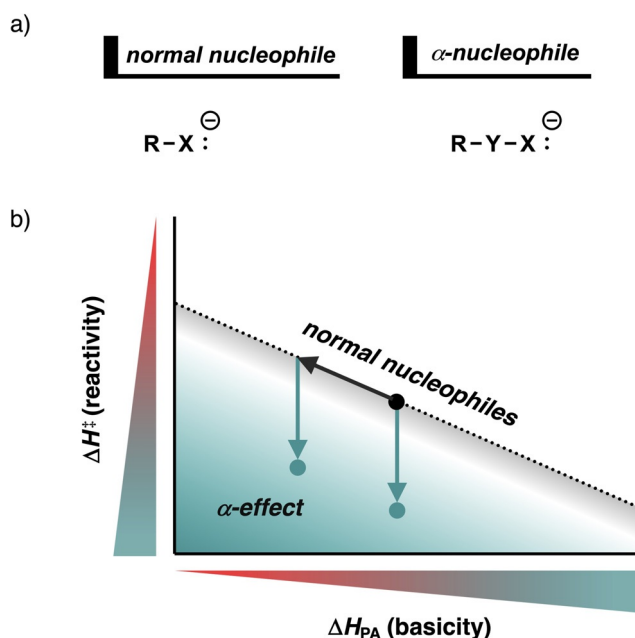 a)
normal nucleophile
α-nucleophile
R–X:⊖
R–Y–X:⊖
b)
ΔH‡ (reactivity)
normal nucleophiles
α-effect
ΔHPA (basicity)